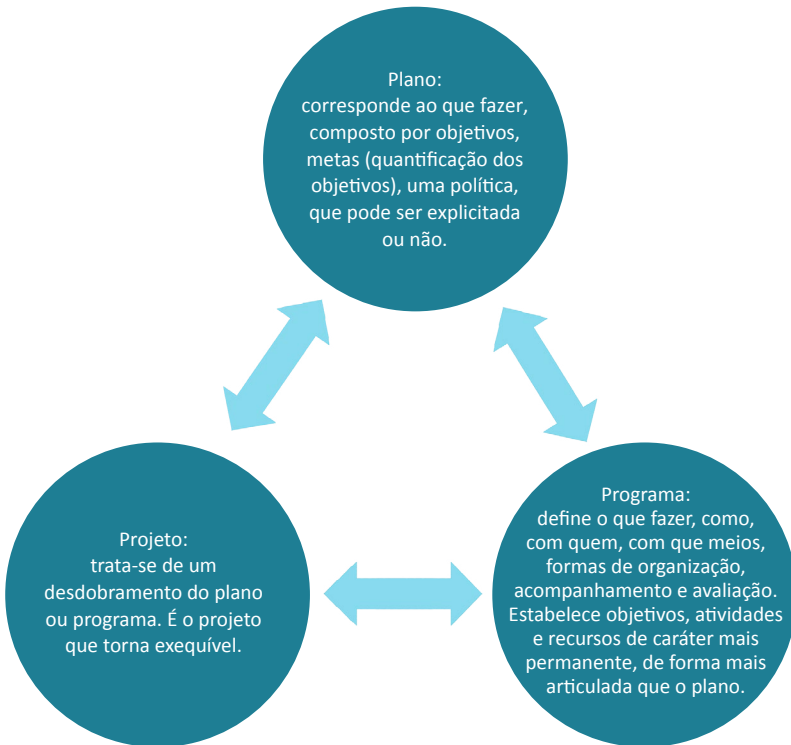 Plano:
corresponde ao que fazer,
composto por objetivos,
metas (quantificação dos
objetivos), uma política,
que pode ser explicitada
ou não.
Projeto:
trata-se de um
desdobramento do plano
ou programa. É o projeto
que torna exequível.
Programa:
define o que fazer, como,
com quem, com que meios,
formas de organização,
acompanhamento e avaliação.
Estabelece objetivos, atividades
e recursos de caráter mais
permanente, de forma mais
articulada que o plano.